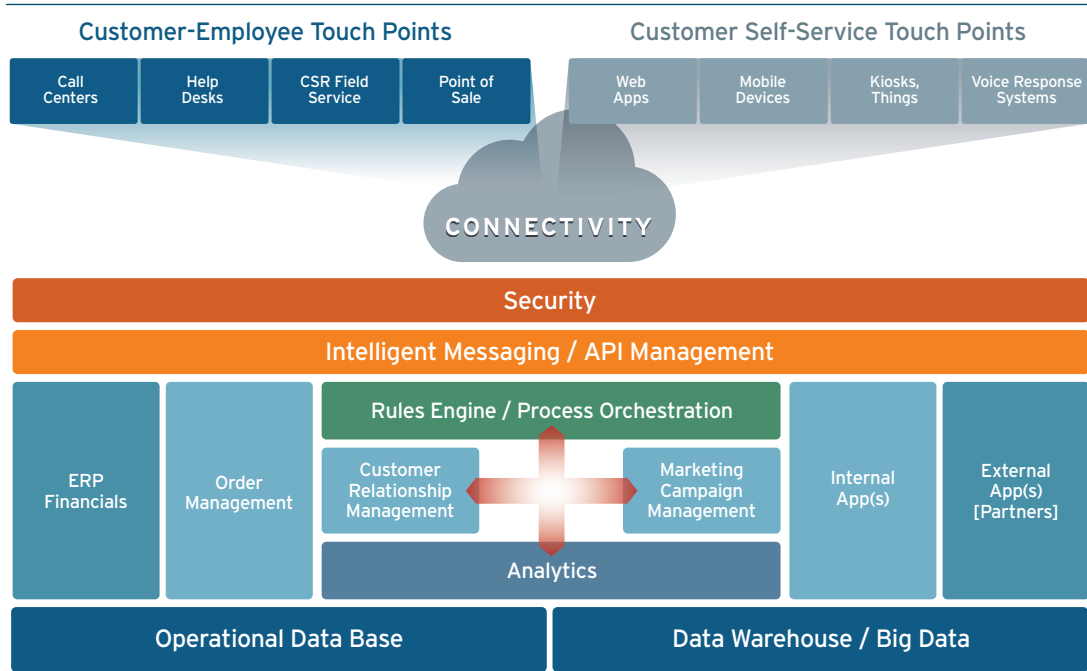 Customer-Employee Touch Points
Customer Self-Service Touch Points
Call
Centers
Help
Desks
CSR Field
Service
Point of
Sale
Web
Apps
Mobile
Devices
Kiosks,
Things
Voice Response
Systems
CONNECTIVITY
Security
Intelligent Messaging / API Management
ERP
Financials
Order
Management
Rules Engine / Process Orchestration
Customer
Relationship
Management
Marketing
Campaign
Management
Analytics
Internal
App(s)
External
App(s)
[Partners]
Operational Data Base
Data Warehouse / Big Data